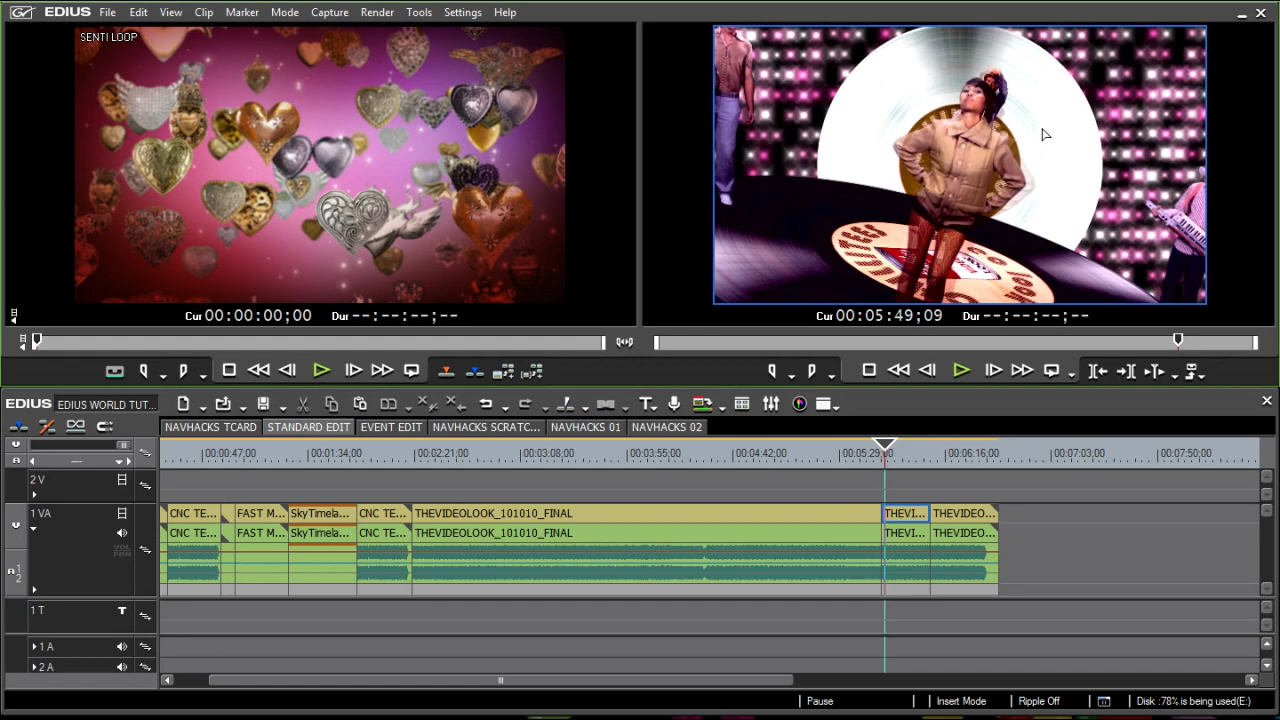 EDIUS File Edit View Clip Marker Mode Capture Render Tools Settings Help
SENTI LOOP
Cur 00:00:00;00 Dur --:--:--;--
Cur 00:05:49;09 Dur --:--:--;--
EDIUS EDIUS WORLD TUT...
NAVHACKS TCARD STANDARD EDIT EVENT EDIT NAVHACKS SCRATC... NAVHACKS 01 NAVHACKS 02
00:00:47;00 00:01:34;00 00:02:21;00 00:03:08;00 00:03:55;00 00:04:42;00 00:05:29;00 00:06:16;00 00:07:03;00 00:07:50;00
2 V
1 VA CNC TE... FAST M... SkyTimela... CNC TE... THEVIDEOLOOK_101010_FINAL THEVI... THEVIDEO...
CNC TE... FAST M... SkyTimela... CNC TE... THEVIDEOLOOK_101010_FINAL THEVI... THEVIDEO...
VOL
PAN
A 1
2
1 T T
1 A
2 A
Pause Insert Mode Ripple Off Disk :78% is being used(E:)